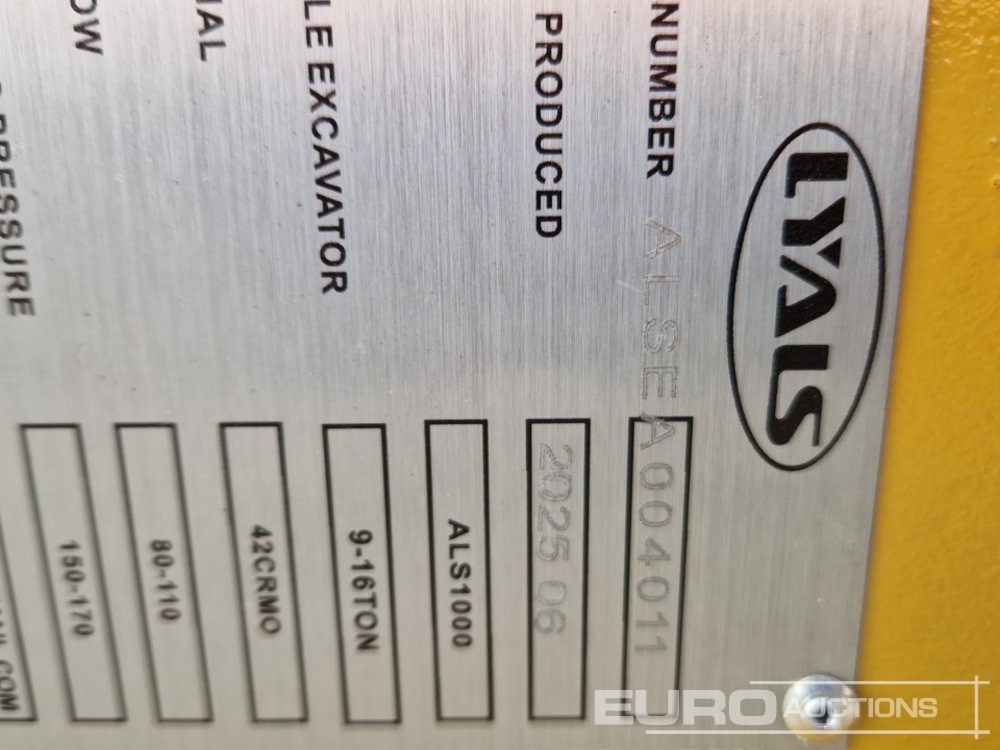 LYALS
NUMBER ALSEA004011
PRODUCED 2025 06
ALS1000
LE EXCAVATOR 9-16TON
IAL 42CRMO
OW 80-110
PRESSURE 150-170
.COM
EURO AUCTIONS